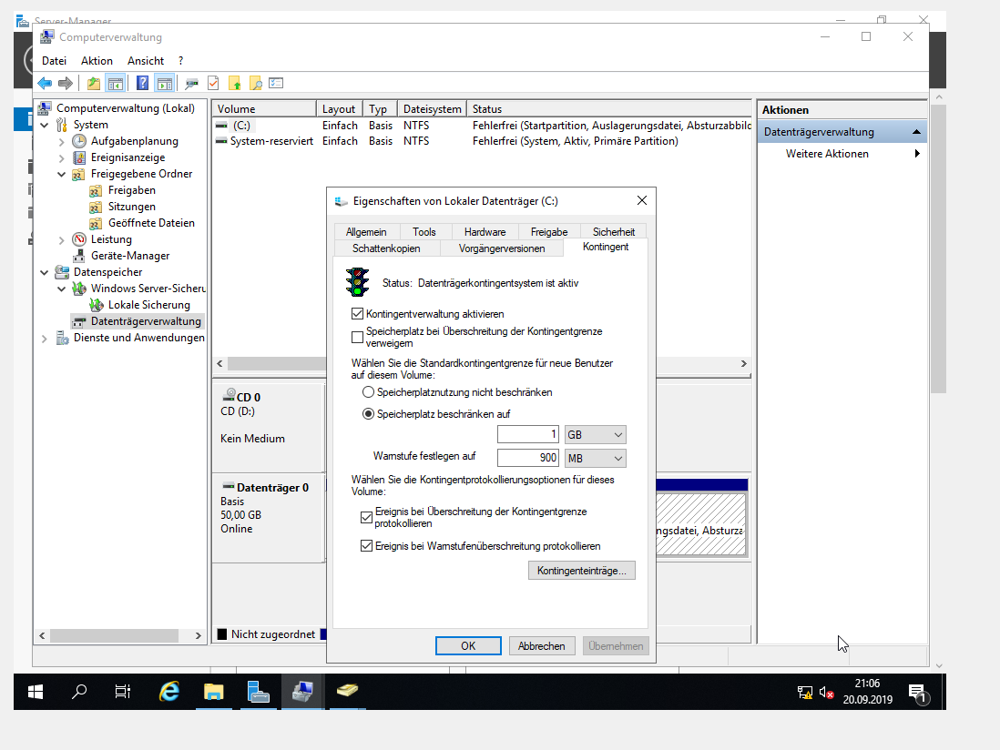 Server-Manager
Computerverwaltung
Datei Aktion Ansicht ?
Computerverwaltung (Lokal)
System
Aufgabenplanung
Ereignisanzeige
Freigegebene Ordner
Freigaben
Sitzungen
Geöffnete Dateien
Leistung
Geräte-Manager
Datenspeicher
Windows Server-Sicheru
Lokale Sicherung
Datenträgerverwaltung
Dienste und Anwendungen
Volume Layout Typ Dateisystem Status
(C:) Einfach Basis NTFS Fehlerfrei (Startpartition, Auslagerungsdatei, Absturzabbild
System-reserviert Einfach Basis NTFS Fehlerfrei (System, Aktiv, Primäre Partition)
CD 0
CD (D:)
Kein Medium
Datenträger 0
Basis
50,00 GB
Online
ngsdatei, Absturza
Nicht zugeordnet
Aktionen
Datenträgerverwaltung
Weitere Aktionen
Eigenschaften von Lokaler Datenträger (C:)
Allgemein Tools Hardware Freigabe Sicherheit
Schattenkopien Vorgängerversionen Kontingent
Status: Datenträgerkontingentsystem ist aktiv
Kontingentverwaltung aktivieren
Speicherplatz bei Überschreitung der Kontingentgrenze
verweigern
Wählen Sie die Standardkontingentgrenze für neue Benutzer
auf diesem Volume:
Speicherplatznutzung nicht beschränken
Speicherplatz beschränken auf
1 GB
Warnstufe festlegen auf 900 MB
Wählen Sie die Kontingentprotokollierungsoptionen für dieses
Volume:
Ereignis bei Überschreitung der Kontingentgrenze
protokollieren
Ereignis bei Warnstufenüberschreitung protokollieren
Kontingenteinträge...
OK Abbrechen Übernehmen
21:06
20.09.2019
1